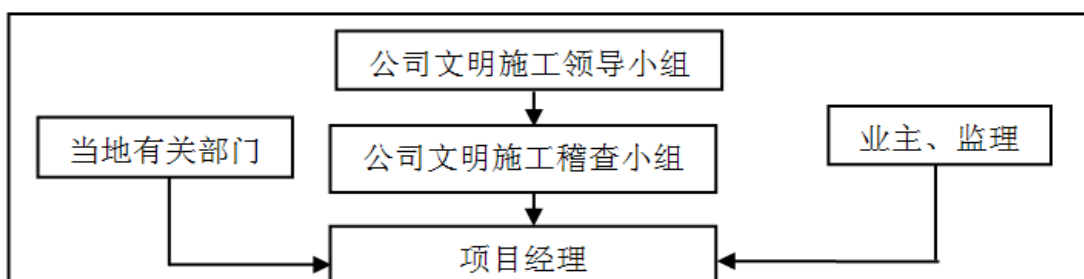 公司文明施工领导小组
当地有关部门
公司文明施工稽查小组
业主、监理
项目经理